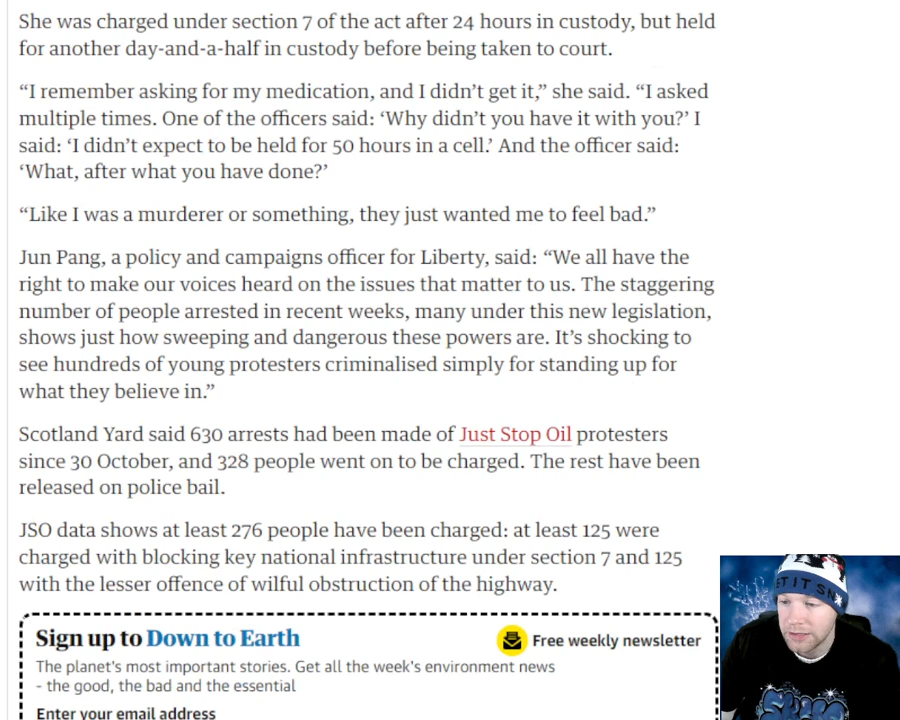 She was charged under section 7 of the act after 24 hours in custody, but held
for another day-and-a-half in custody before being taken to court.
“I remember asking for my medication, and I didn’t get it,” she said. “I asked
multiple times. One of the officers said: ‘Why didn’t you have it with you?’ I
said: ‘I didn’t expect to be held for 50 hours in a cell.’ And the officer said:
‘What, after what you have done?’
“Like I was a murderer or something, they just wanted me to feel bad.”
Jun Pang, a policy and campaigns officer for Liberty, said: “We all have the
right to make our voices heard on the issues that matter to us. The staggering
number of people arrested in recent weeks, many under this new legislation,
shows just how sweeping and dangerous these powers are. It’s shocking to
see hundreds of young protesters criminalised simply for standing up for
what they believe in.”
Scotland Yard said 630 arrests had been made of Just Stop Oil protesters
since 30 October, and 328 people went on to be charged. The rest have been
released on police bail.
JSO data shows at least 276 people have been charged: at least 125 were
charged with blocking key national infrastructure under section 7 and 125
with the lesser offence of wilful obstruction of the highway.
Sign up to Down to Earth
Free weekly newsletter
The planet's most important stories. Get all the week's environment news
- the good, the bad and the essential
Enter your email address